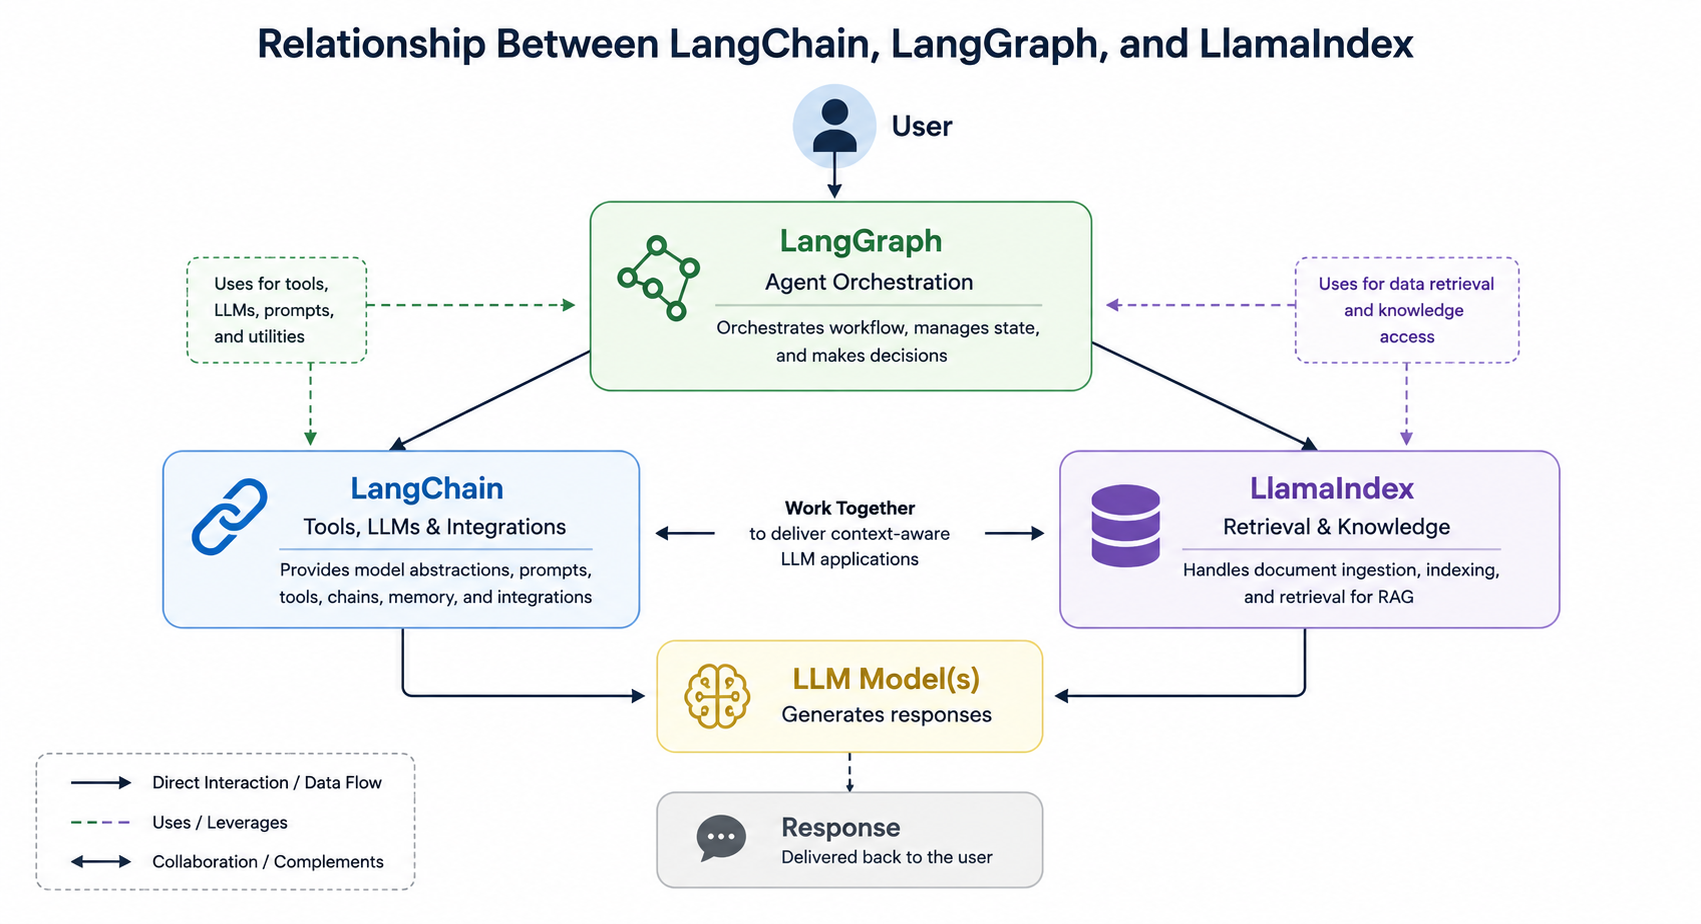 Relationship Between LangChain, LangGraph, and LlamaIndex
User
LangGraph
Agent Orchestration
Orchestrates workflow, manages state,
and makes decisions
Uses for tools,
LLMs, prompts,
and utilities
Uses for data retrieval
and knowledge
access
LangChain
Tools, LLMs & Integrations
Provides model abstractions, prompts,
tools, chains, memory, and integrations
Work Together
to deliver context-aware
LLM applications
LlamaIndex
Retrieval & Knowledge
Handles document ingestion, indexing,
and retrieval for RAG
LLM Model(s)
Generates responses
Response
Delivered back to the user
Direct Interaction / Data Flow
Uses / Leverages
Collaboration / Complements